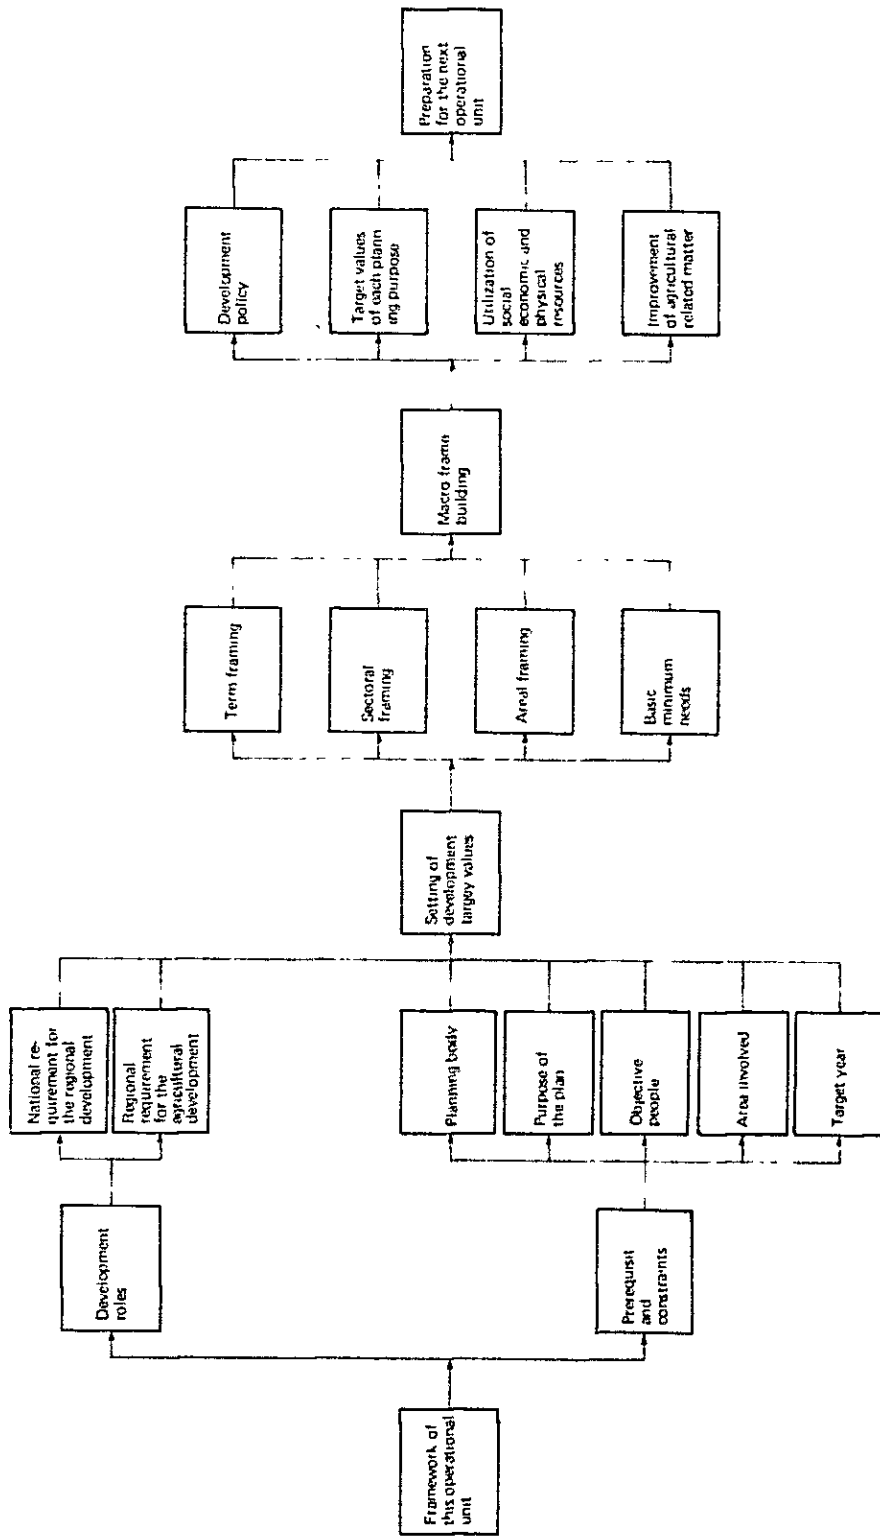 Framework of
this operational
unit
Development
roles
Prerequisit
and
constraints
National re-
quirement for
the regional
development
Regional
requirement
for the
agricultural
development
Planning body
Purpose of
the plan
Objective
people
Area involved
Target year
Setting of
development
targey values
Term framing
Sectoral
framing
Areal framing
Basic
minimum
needs
Macro frame
building
Development
policy
Target values
of each plann
ing purpose
Utilization of
social
economic and
physical
resources
Improvement
of agricultural
related matter
Preparation
for the next
operational
unit